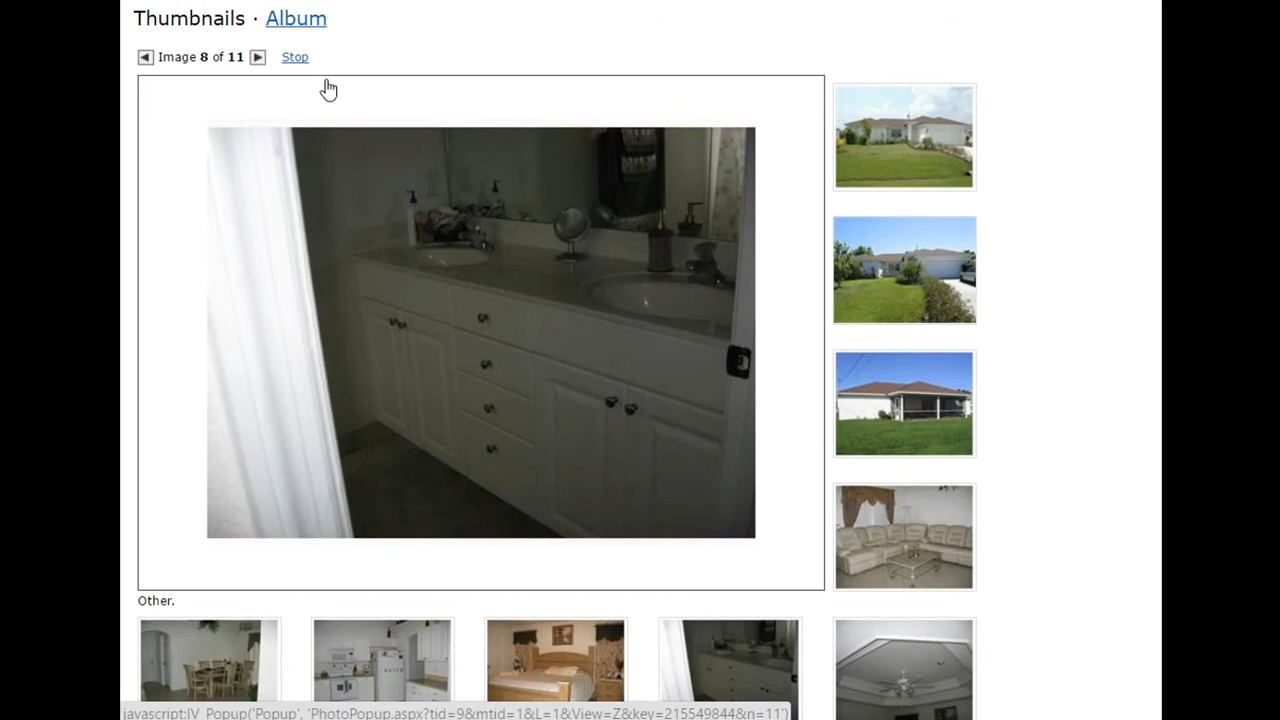 Thumbnails · Album
Image 8 of 11 Stop
Other.
javascript:IV_Popup('Popup', 'PhotoPopup.aspx?tid=9&mtid=1&L=1&View=Z&key=215549844&n=11')